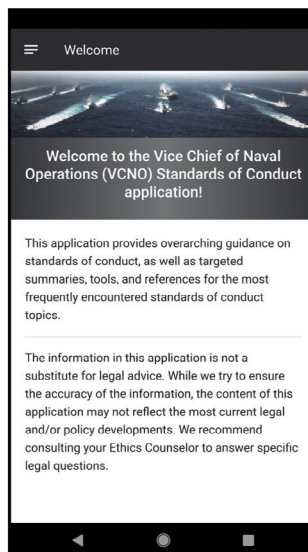 Welcome
Welcome to the Vice Chief of Naval
Operations (VCNO) Standards of Conduct
application!
This application provides overarching guidance on
standards of conduct, as well as targeted
summaries, tools, and references for the most
frequently encountered standards of conduct
topics.
The information in this application is not a
substitute for legal advice. While we try to ensure
the accuracy of the information, the content of this
application may not reflect the most current legal
and/or policy developments. We recommend
consulting your Ethics Counselor to answer specific
legal questions.